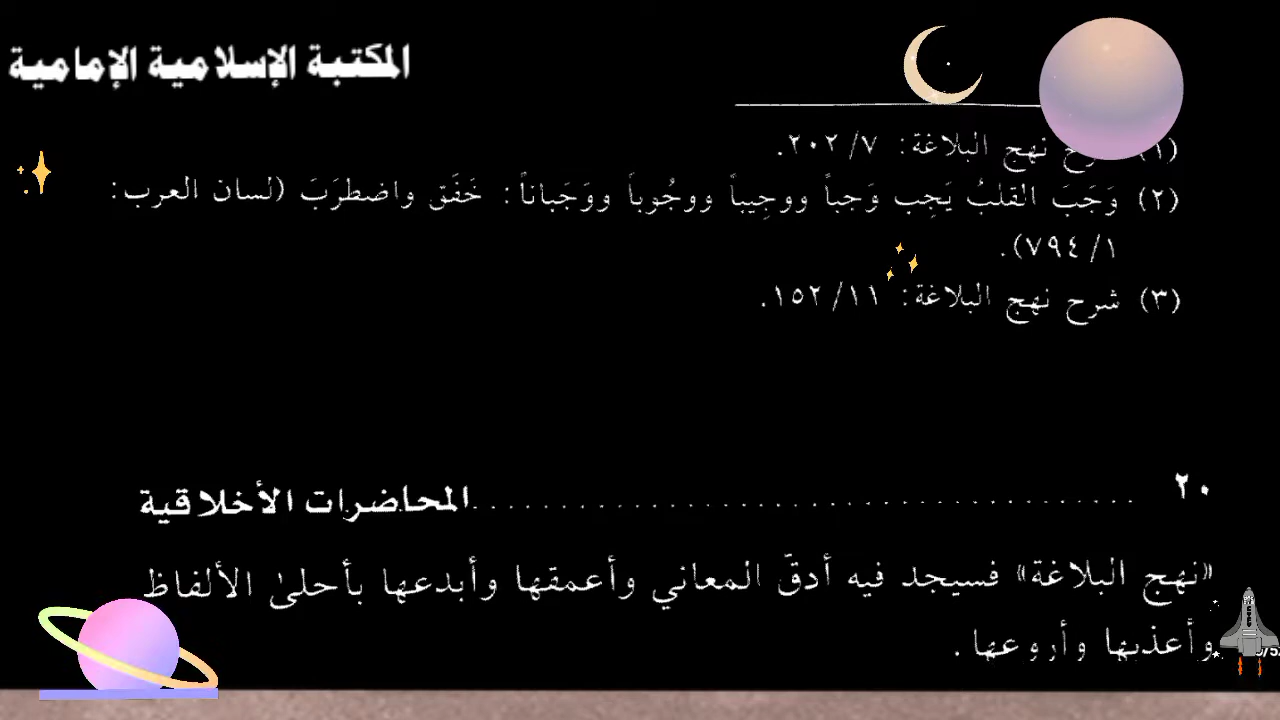 المكتبة الإسلامية الإمامية
(١) نهج البلاغة: ٧/ ٢٠٢.
(٢) وَجَبَ القلبُ يَجِب وَجباً ووجِيباً ووجُوباً ووَجَباناً: خَفَق واضطرَبَ (لسان العرب:
١/ ٧٩٤).
(٣) شرح نهج البلاغة: ١١/ ١٥٢.
٢٠ المحاضرات الأخلاقية
«نهج البلاغة» فسيجد فيه أدقّ المعاني وأعمقها وأبدعها بأحلىٰ الألفاظ
وأعذبها وأروعها.